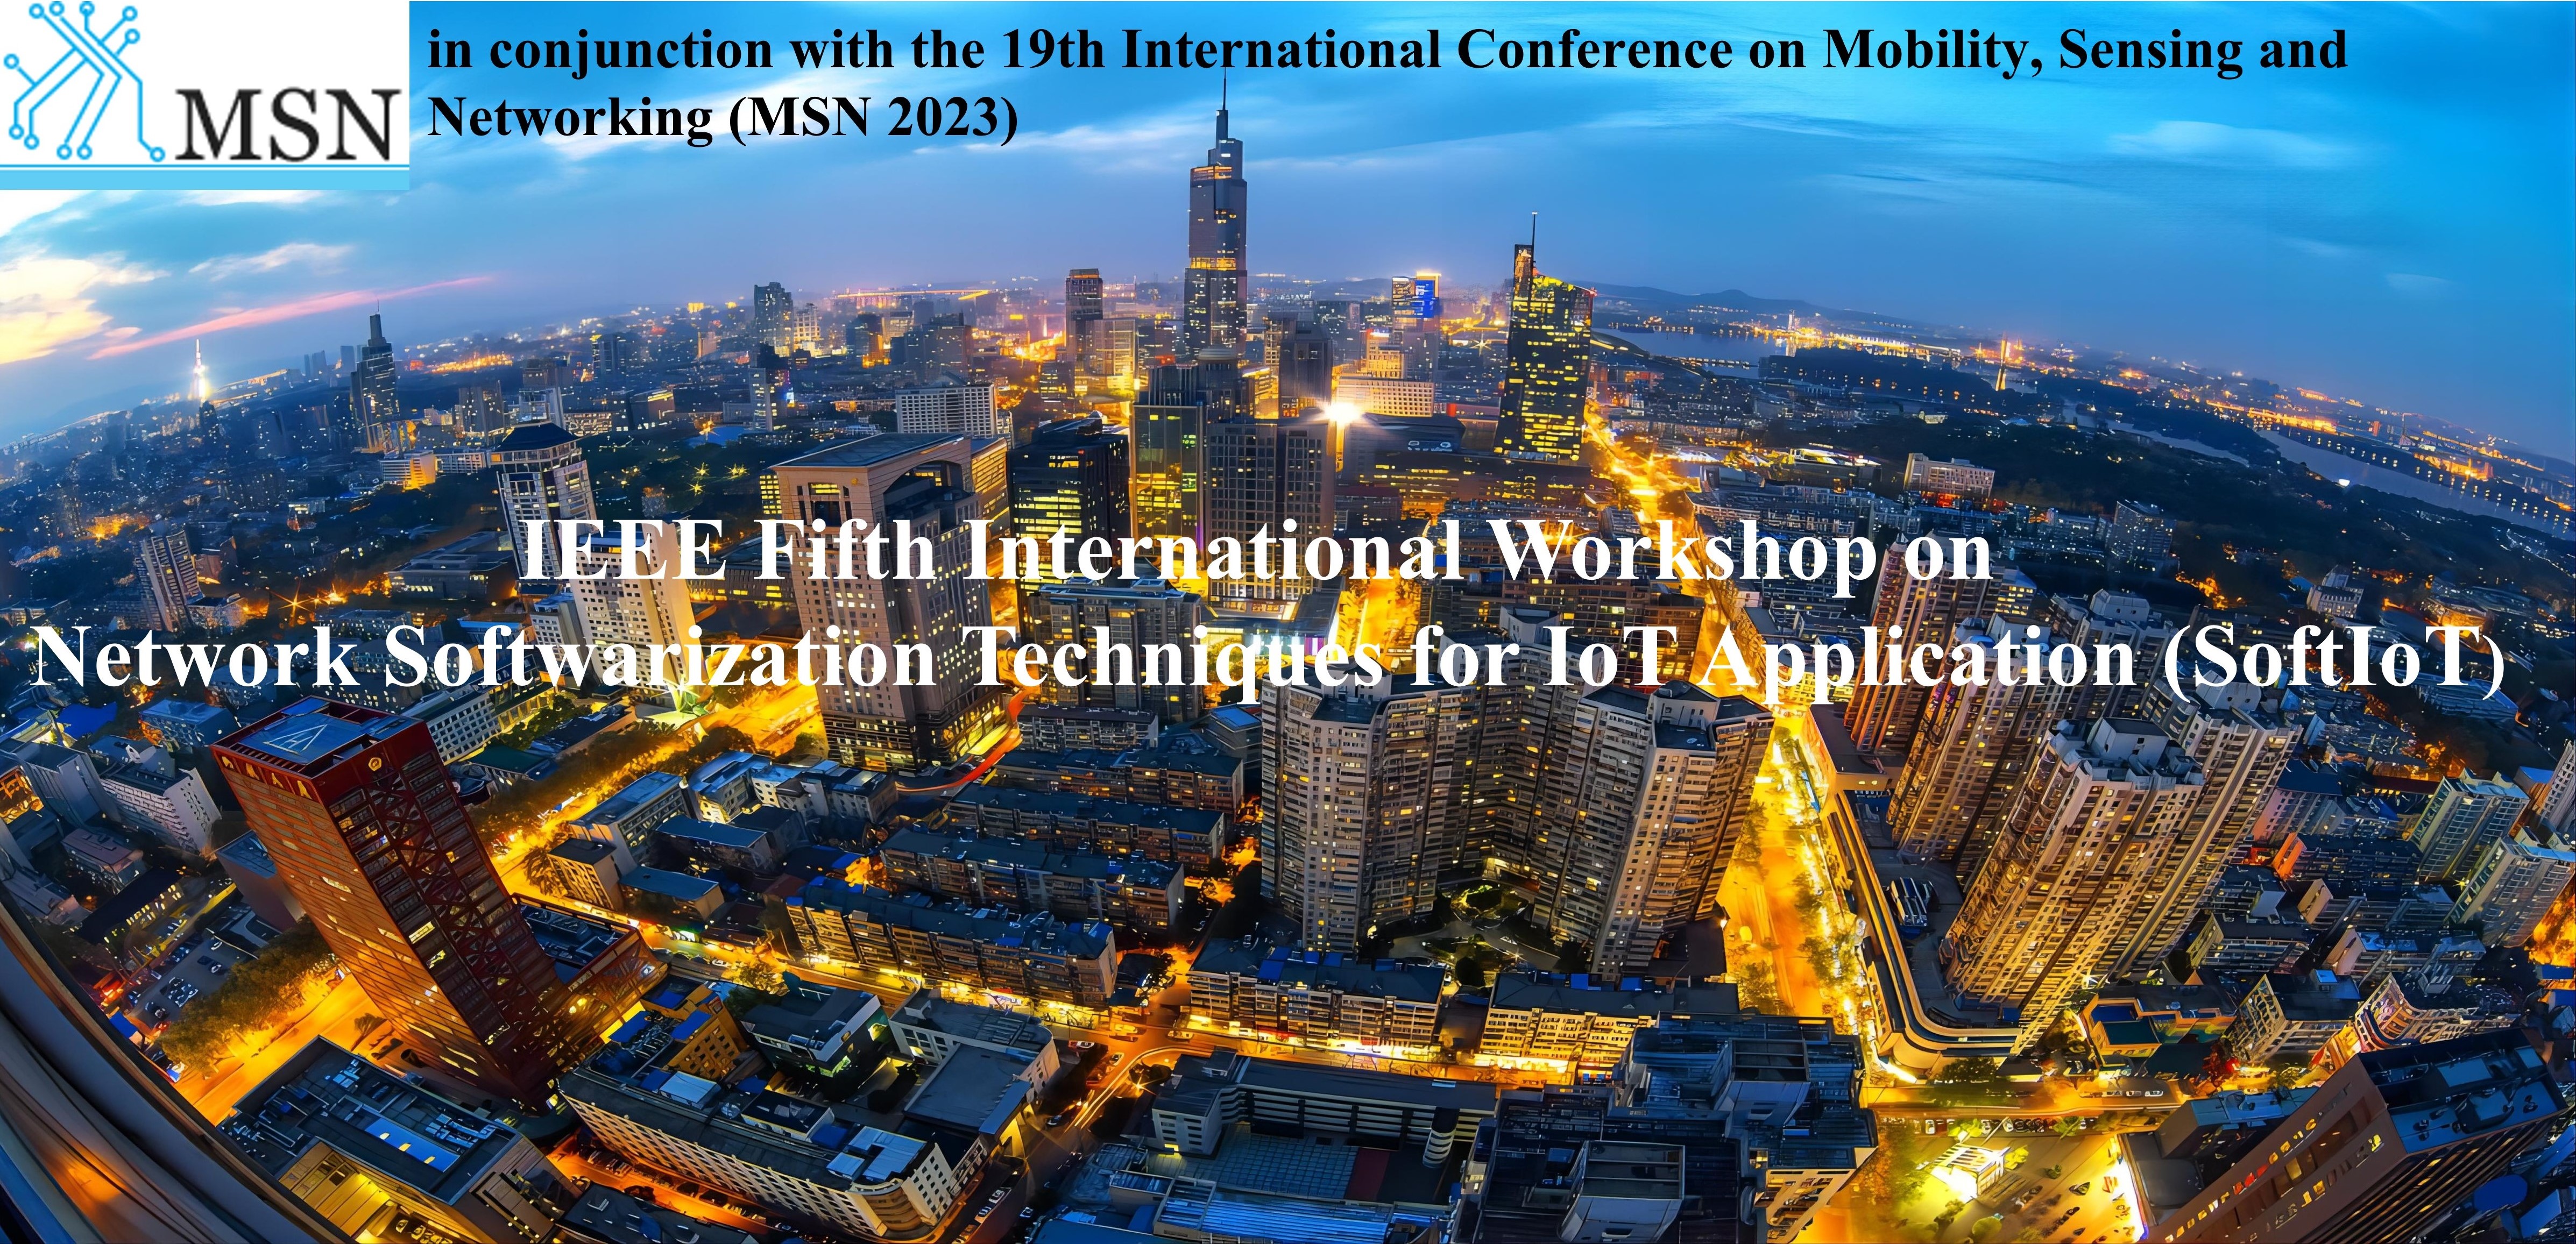 MSN
in conjunction with the 19th International Conference on Mobility, Sensing and
Networking (MSN 2023)
IEEE Fifth International Workshop on
Network Softwarization Techniques for IoT Application (SoftIoT)